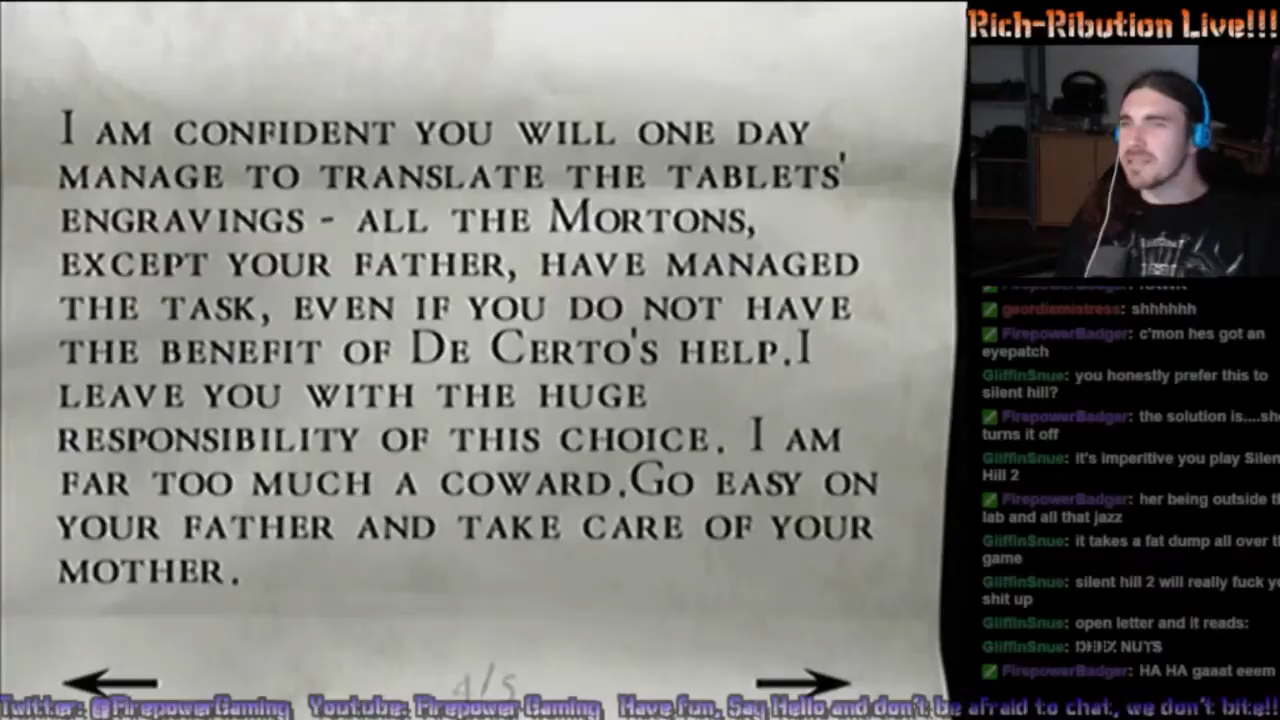 Rich-Ribution Live!!!
I AM CONFIDENT YOU WILL ONE DAY
MANAGE TO TRANSLATE THE TABLETS'
ENGRAVINGS - ALL THE MORTONS,
EXCEPT YOUR FATHER, HAVE MANAGED
THE TASK, EVEN IF YOU DO NOT HAVE
THE BENEFIT OF DE CERTO'S HELP.I
LEAVE YOU WITH THE HUGE
RESPONSIBILITY OF THIS CHOICE. I AM
FAR TOO MUCH A COWARD.GO EASY ON
YOUR FATHER AND TAKE CARE OF YOUR
MOTHER.
4/5
geordiemistress: shhhhhh
FirepowerBadger: c'mon hes got an
eyepatch
GliffinSnue: you honestly prefer this to
silent hill?
FirepowerBadger: the solution is....sh
turns it off
GliffinSnue: it's imperitive you play Silen
Hill 2
FirepowerBadger: her being outside t
lab and all that jazz
GliffinSnue: it takes a fat dump all over t
game
GliffinSnue: silent hill 2 will really fuck y
shit up
GliffinSnue: open letter and it reads:
GliffinSnue: NUTS
FirepowerBadger: HA HA gaaat eeem
Twitter: @FirepowerGaming Youtube: Firepower Gaming Have fun, Say Hello and don't be afraid to chat, we don't bite!!